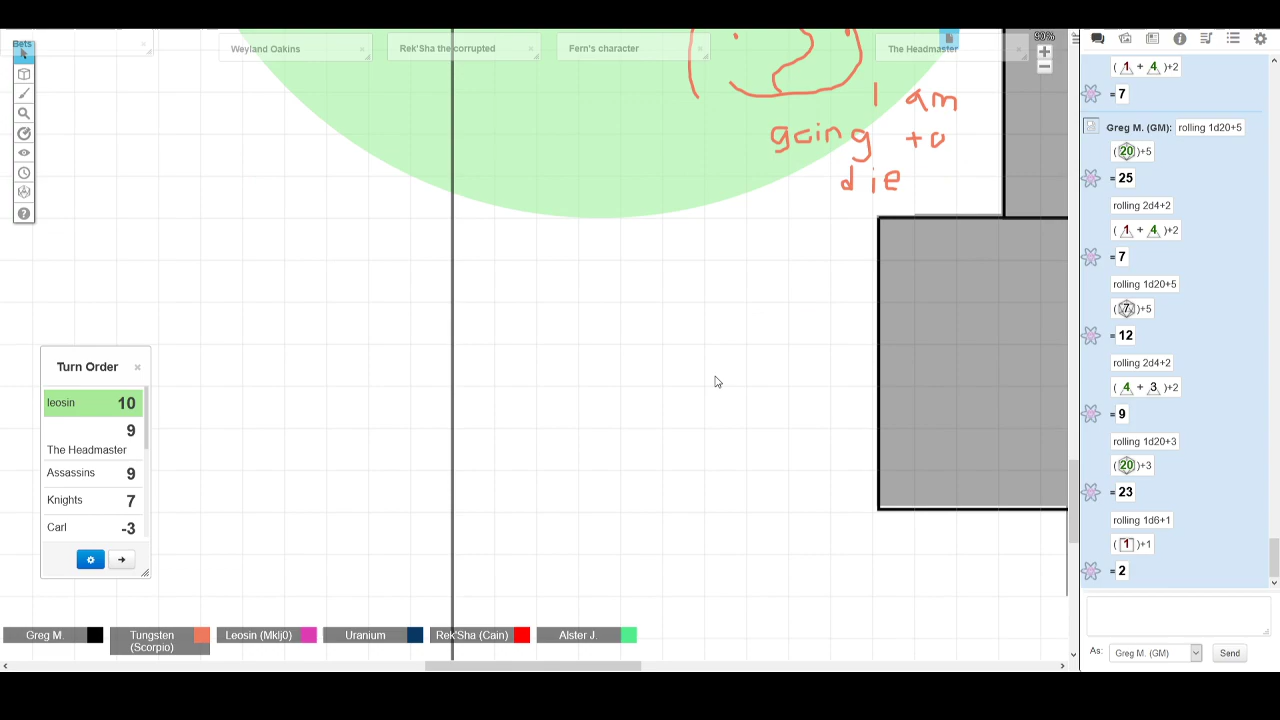 Bets
Weyland Oakins
Rek'Sha the corrupted
Fern's character
The Headmaster
90%
I am
going to
die
( 1 + 4 )+2
= 7
Greg M. (GM): rolling 1d20+5
(20)+5
= 25
rolling 2d4+2
( 1 + 4 )+2
= 7
rolling 1d20+5
(7)+5
= 12
rolling 2d4+2
( 4 + 3 )+2
= 9
rolling 1d20+3
(20)+3
= 23
rolling 1d6+1
(1)+1
= 2
Turn Order
leosin 10
9
The Headmaster
Assassins 9
Knights 7
Carl -3
Greg M.
Tungsten
(Scorpio)
Leosin (Mklj0)
Uranium
Rek'Sha (Cain)
Alster J.
As: Greg M. (GM) Send